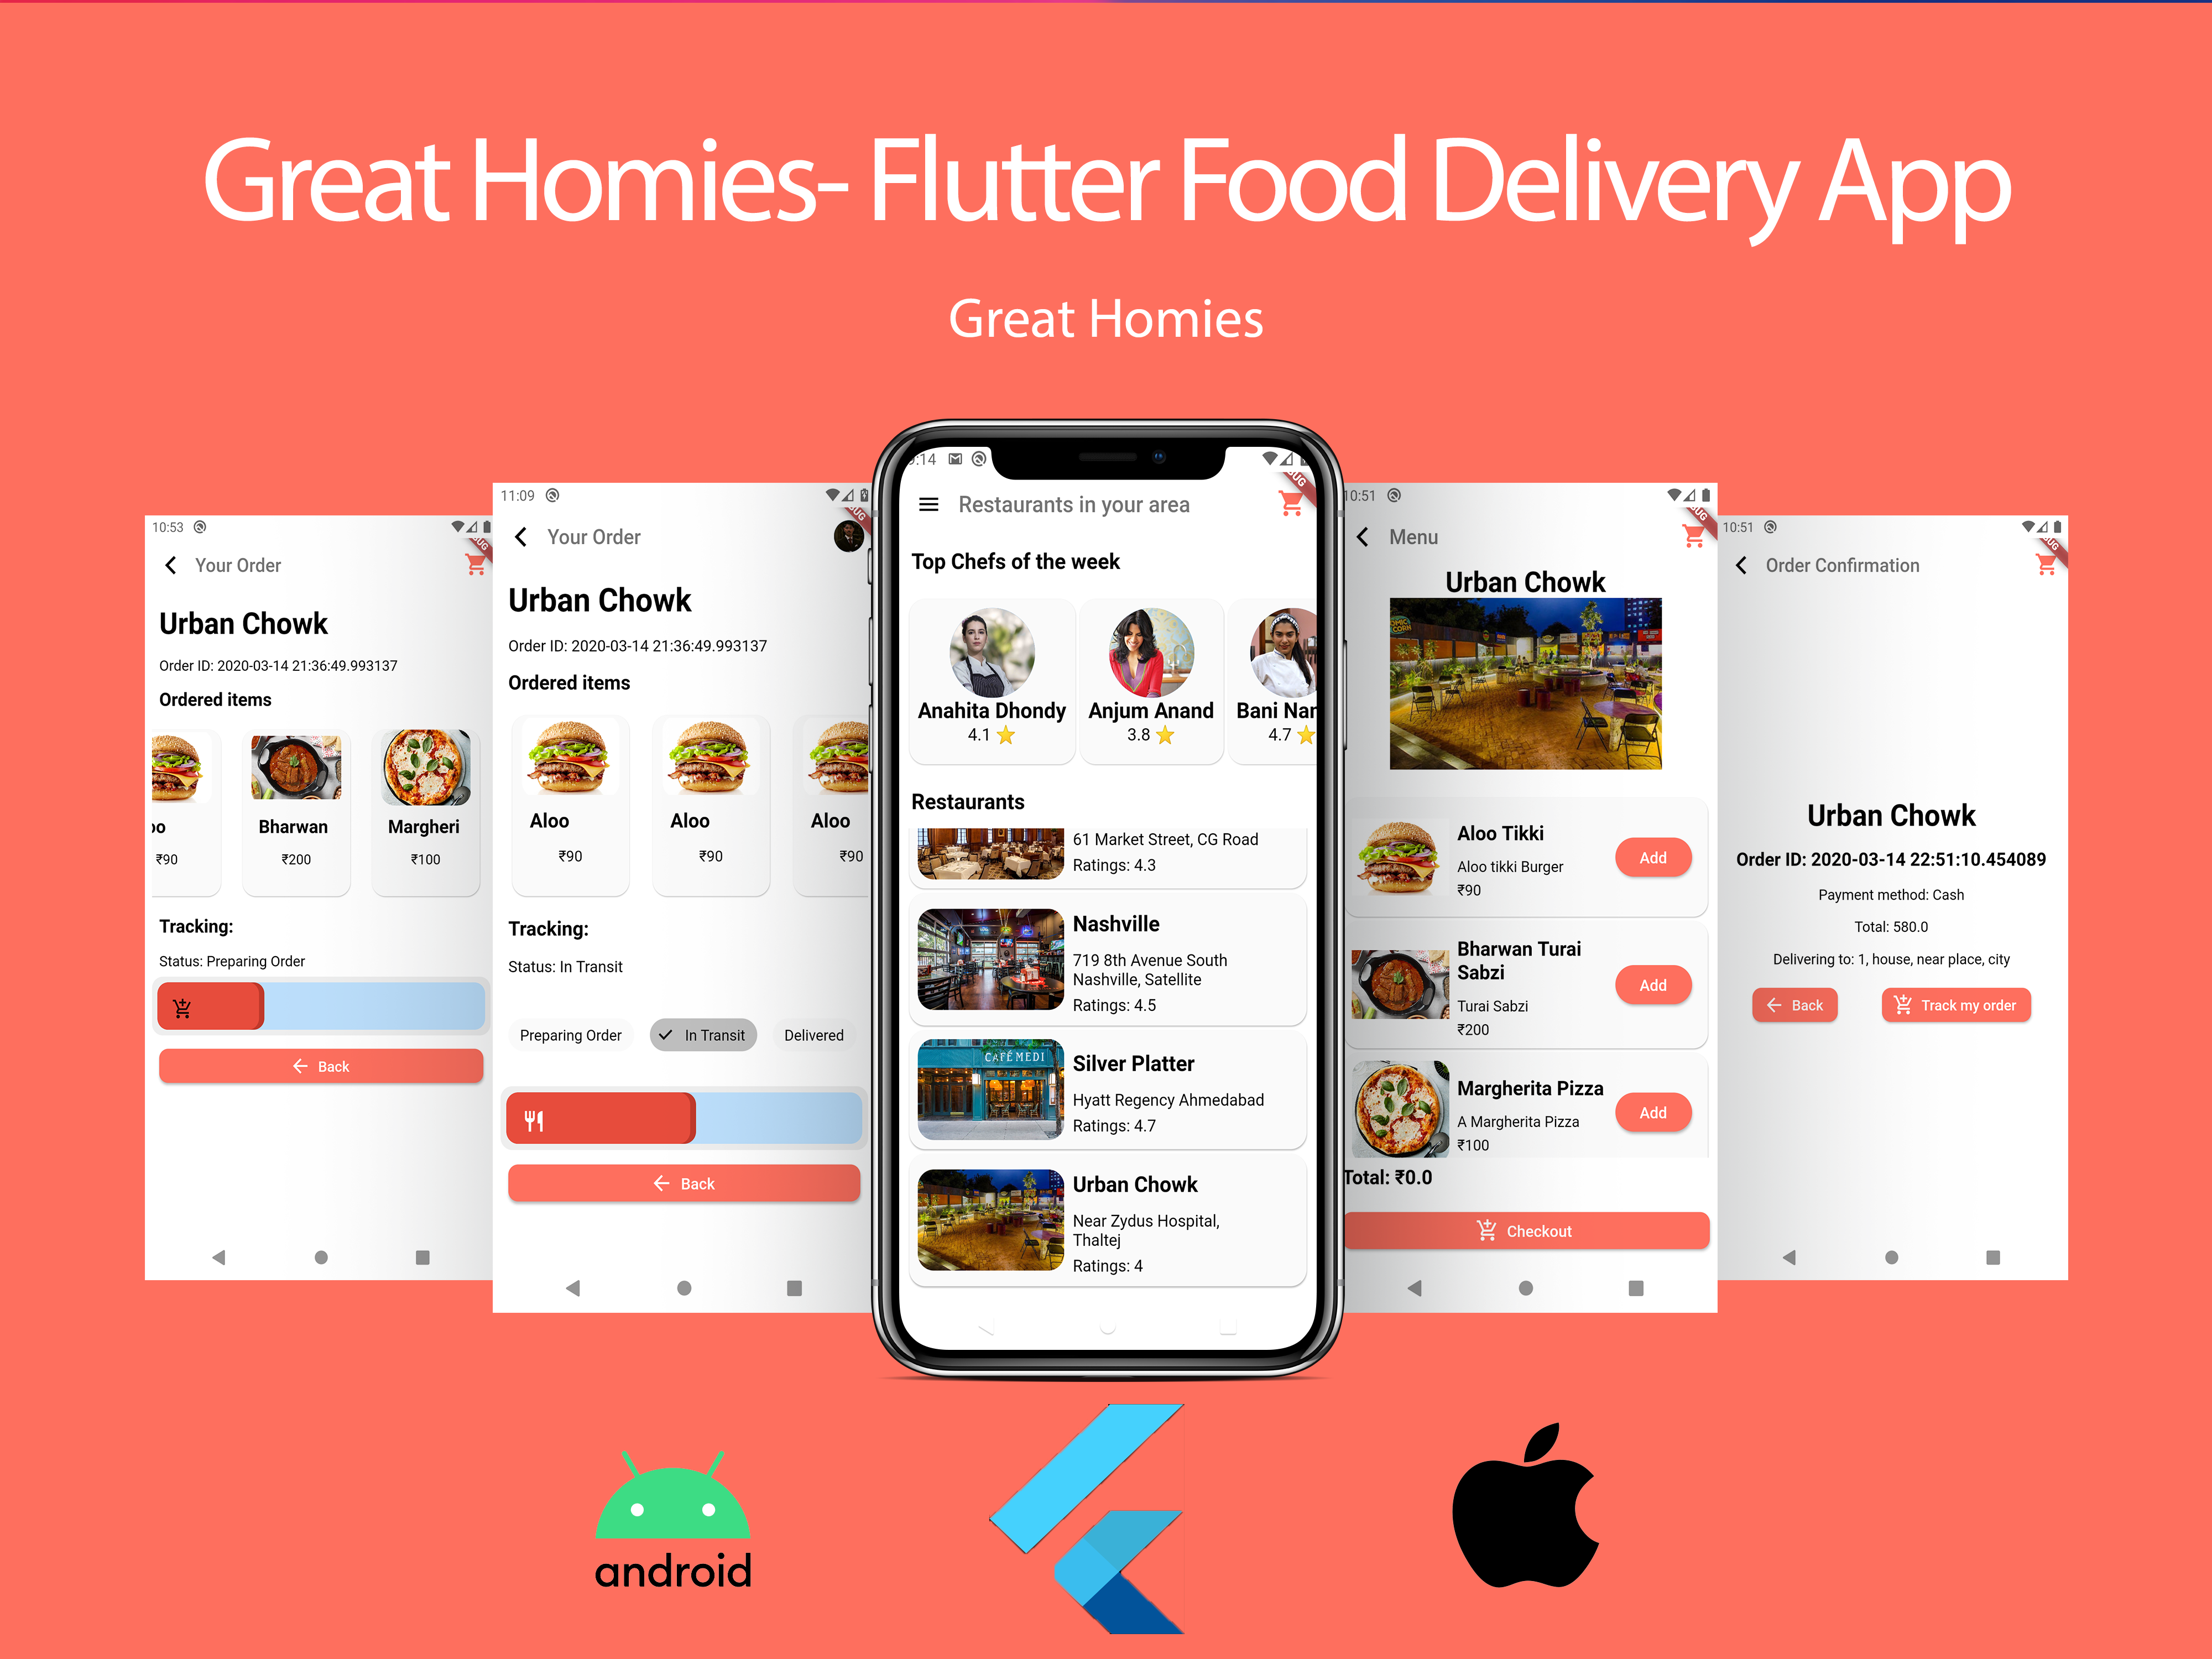 Great Homies- Flutter Food Delivery App
Great Homies
10:53
Your Order
Urban Chowk
Order ID: 2020-03-14 21:36:49.993137
Ordered items
Bharwan
Margheri
₹90
₹200
₹100
Tracking:
Status: Preparing Order
Back
11:09
Your Order
Urban Chowk
Order ID: 2020-03-14 21:36:49.993137
Ordered items
Aloo
Aloo
Aloo
₹90
₹90
₹90
Tracking:
Status: In Transit
Preparing Order
In Transit
Delivered
Back
:14
Restaurants in your area
Top Chefs of the week
Anahita Dhondy
Anjum Anand
Bani Nan
4.1
3.8
4.7
Restaurants
61 Market Street, CG Road
Ratings: 4.3
Nashville
719 8th Avenue South
Nashville, Satellite
Ratings: 4.5
CAFÉ MEDI
Silver Platter
Hyatt Regency Ahmedabad
Ratings: 4.7
Urban Chowk
Near Zydus Hospital,
Thaltej
Ratings: 4
10:51
Menu
Urban Chowk
Aloo Tikki
Aloo tikki Burger
₹90
Add
Bharwan Turai
Sabzi
Turai Sabzi
₹200
Add
Margherita Pizza
A Margherita Pizza
₹100
Add
Total: ₹0.0
Checkout
10:51
Order Confirmation
Urban Chowk
Order ID: 2020-03-14 22:51:10.454089
Payment method: Cash
Total: 580.0
Delivering to: 1, house, near place, city
Back
Track my order
android